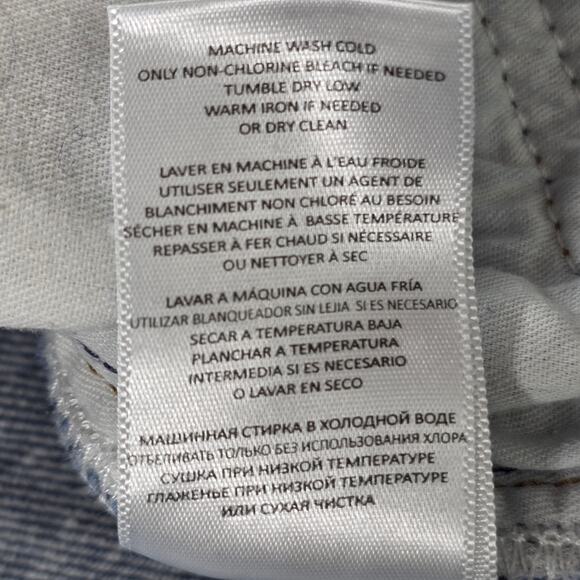 MACHINE WASH COLD
ONLY NON-CHLORINE BLEACH IF NEEDED
TUMBLE DRY LOW
WARM IRON IF NEEDED
OR DRY CLEAN
LAVER EN MACHINE À L'EAU FROIDE
UTILISER SEULEMENT UN AGENT DE
BLANCHIMENT NON CHLORÉ AU BESOIN
SÉCHER EN MACHINE À BASSE TEMPÉRATURE
REPASSER À FER CHAUD SI NÉCESSAIRE
OU NETTOYER À SEC
LAVAR A MÁQUINA CON AGUA FRÍA
UTILIZAR BLANQUEADOR SIN LEJIA SI ES NECESARIO
SECAR A TEMPERATURA BAJA
PLANCHAR A TEMPERATURA
INTERMEDIA SI ES NECESARIO
O LAVAR EN SECO
МАШИННАЯ СТИРКА В ХОЛОДНОЙ ВОДЕ
ОТБЕЛИВАТЬ ТОЛЬКО БЕЗ ИСПОЛЬЗОВАНИЯ ХЛОРА
СУШКА ПРИ НИЗКОЙ ТЕМПЕРАТУРЕ
ГЛАЖЕНЬЕ ПРИ НИЗКОЙ ТЕМПЕРАТУРЕ
ИЛИ СУХАЯ ЧИСТКА